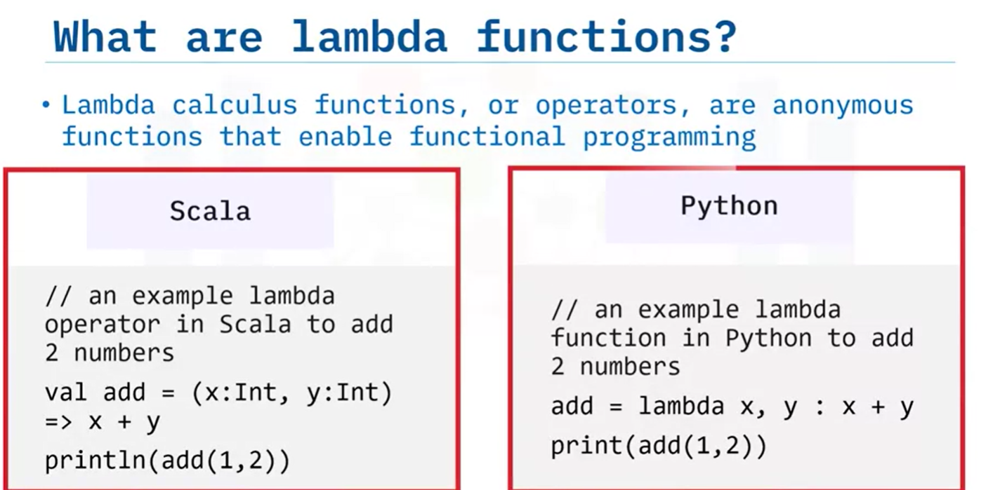 What are lambda functions?
• Lambda calculus functions, or operators, are anonymous
functions that enable functional programming
Scala
// an example lambda
operator in Scala to add
2 numbers
val add = (x:Int, y:Int)
=> x + y
println(add(1,2))
Python
// an example lambda
function in Python to add
2 numbers
add = lambda x, y : x + y
print(add(1,2))